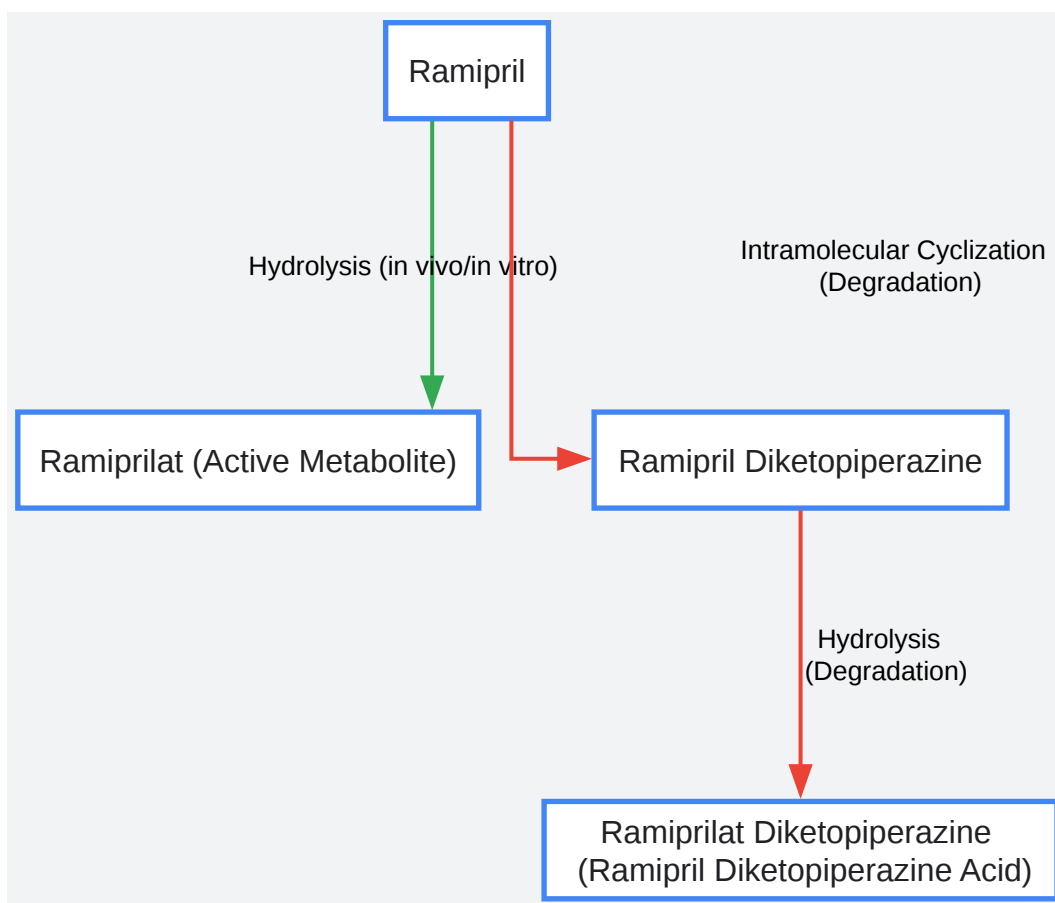 Ramipril
Hydrolysis (in vivo/in vitro)
Intramolecular Cyclization
(Degradation)
Ramiprilat (Active Metabolite)
Ramipril Diketopiperazine
Hydrolysis
(Degradation)
Ramiprilat Diketopiperazine
(Ramipril Diketopiperazine Acid)